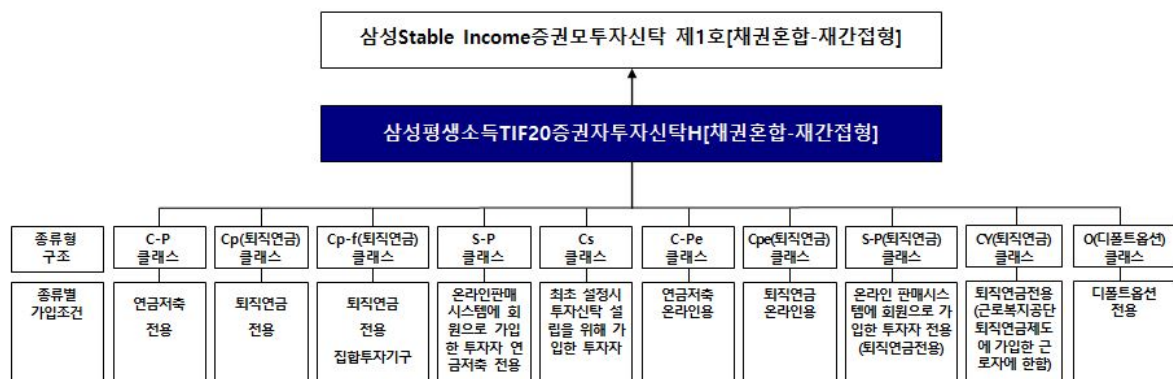 삼성Stable Income증권모투자신탁 제1호[채권혼합-재간접형]
삼성평생소득TIF20증권자투자신탁H[채권혼합-재간접형]
종류형
구조
C-P
클래스
Cp(퇴직연금)
클래스
Cp-f(퇴직연금)
클래스
S-P
클래스
Cs
클래스
C-Pe
클래스
Cpe(퇴직연금)
클래스
S-P(퇴직연금)
클래스
CY(퇴직연금)
클래스
O(디폴트옵션)
클래스
종류별
가입조건
연금저축
전용
퇴직연금
전용
퇴직연금
전용
집합투자기구
온라인판매
시스템에 회
원으로 가입
한 투자자 연
금저축 전용
최초 설정시
투자신탁 설
립을 위해 가
입한 투자자
연금저축
온라인용
퇴직연금
온라인용
온라인 판매시스
템에 회원으로 가
입한 투자자 전용
(퇴직연금전용)
퇴직연금전용
(근로복지공단
퇴직연금제도
에 가입한 근
로자에 한함)
디폴트옵션
전용